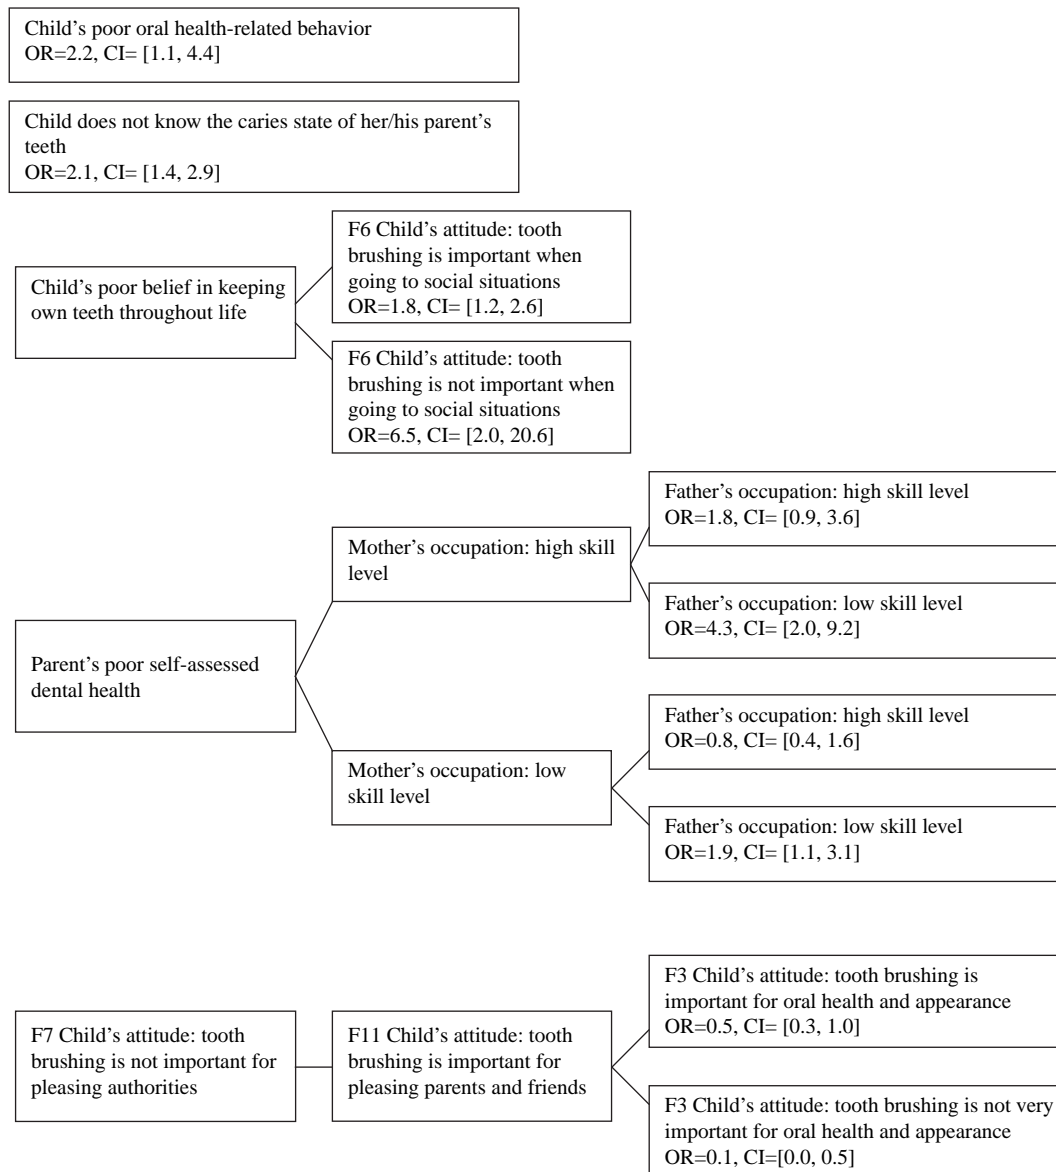 Child’s poor oral health-related behavior
OR=2.2, CI= [1.1, 4.4]
Child does not know the caries state of her/his parent’s
teeth
OR=2.1, CI= [1.4, 2.9]
Child’s poor belief in keeping
own teeth throughout life
F6 Child’s attitude: tooth
brushing is important when
going to social situations
OR=1.8, CI= [1.2, 2.6]
F6 Child’s attitude: tooth
brushing is not important when
going to social situations
OR=6.5, CI= [2.0, 20.6]
Parent’s poor self-assessed
dental health
Mother’s occupation: high skill
level
Father’s occupation: high skill level
OR=1.8, CI= [0.9, 3.6]
Father’s occupation: low skill level
OR=4.3, CI= [2.0, 9.2]
Mother’s occupation: low
skill level
Father’s occupation: high skill level
OR=0.8, CI= [0.4, 1.6]
Father’s occupation: low skill level
OR=1.9, CI= [1.1, 3.1]
F7 Child’s attitude: tooth
brushing is not important for
pleasing authorities
F11 Child’s attitude: tooth
brushing is important for
pleasing parents and friends
F3 Child’s attitude: tooth brushing is
important for oral health and appearance
OR=0.5, CI= [0.3, 1.0]
F3 Child’s attitude: tooth brushing is not very
important for oral health and appearance
OR=0.1, CI=[0.0, 0.5]